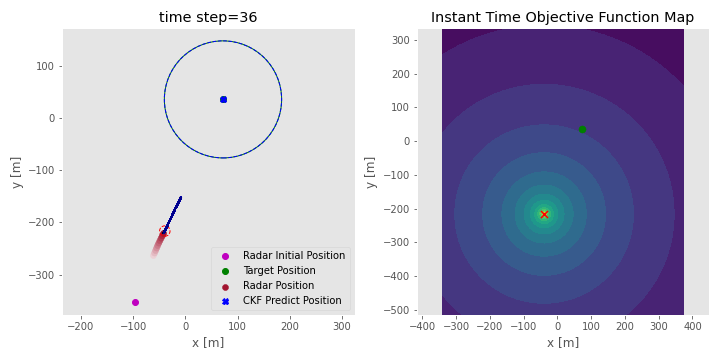 time step=36
Instant Time Objective Function Map
y [m]
100
0
−100
−200
−300
−200
−100
0
100
200
300
x [m]
Radar Initial Position
Target Position
Radar Position
CKF Predict Position
y [m]
300
200
100
0
−100
−200
−300
−400
−500
−400
−300
−200
−100
0
100
200
300
400
x [m]